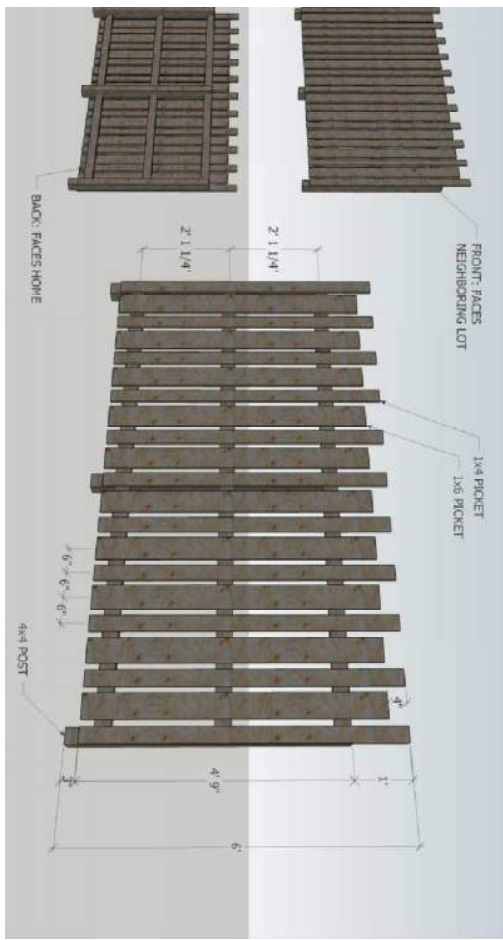 FRONT: FACES
NEIGHBORING LOT
BACK: FACES HOME
2' 1 1/4"
2' 1 1/4"
1x4 PICKET
1x6 PICKET
6"
6"
6"
4"
4x4 POST
1'
4' 9"
3"
6'